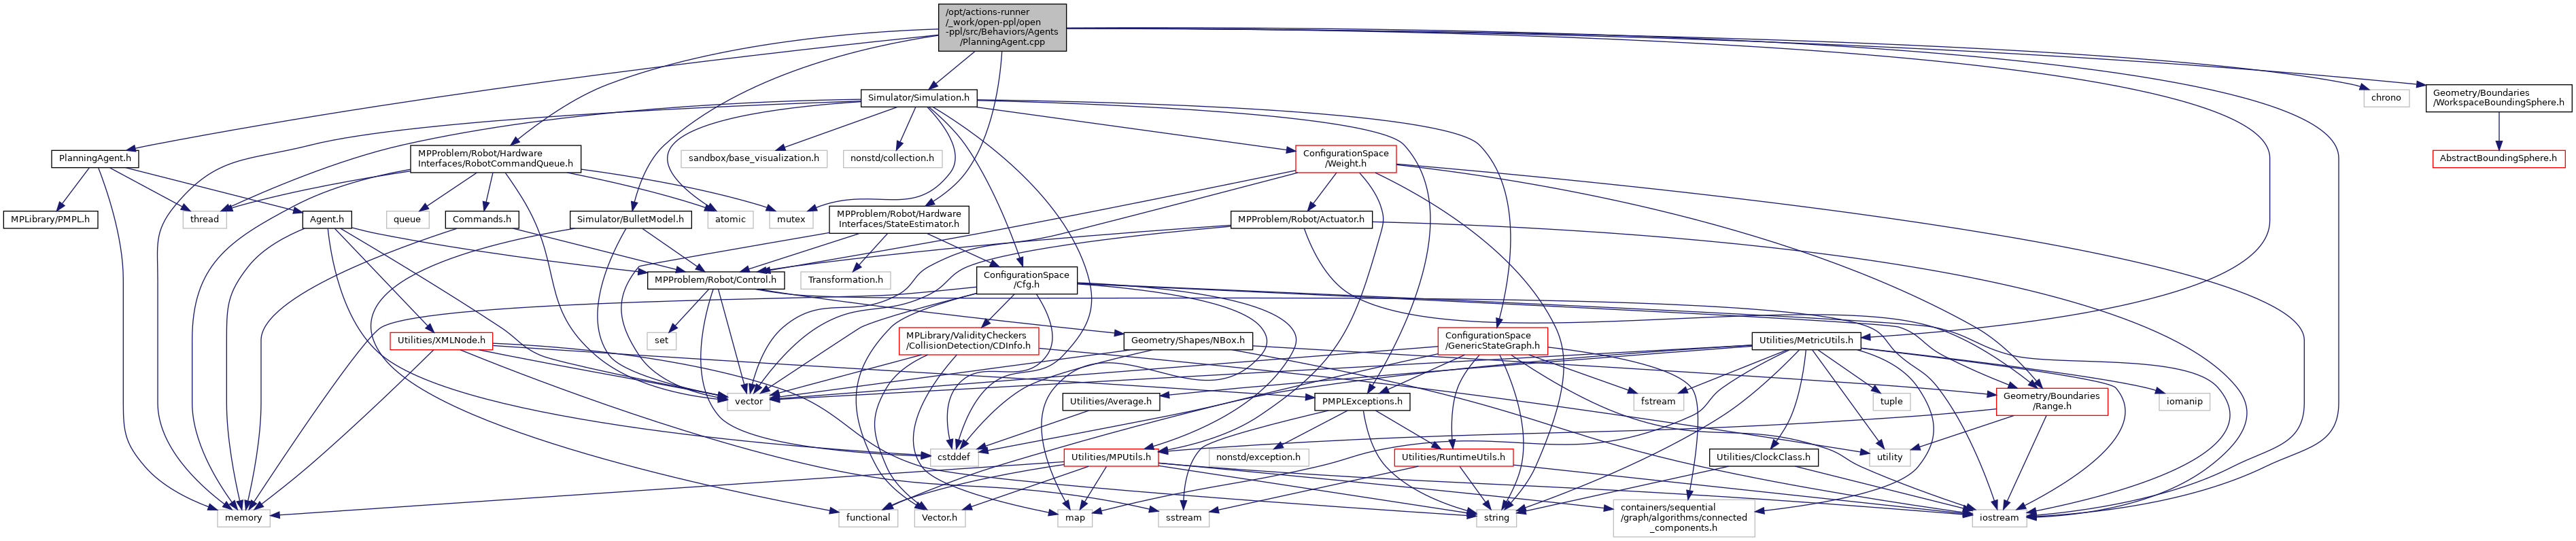 /opt/actions-runner
/_work/open-ppl/open
-ppl/src/Behaviors/Agents
/PlanningAgent.cpp
Simulator/Simulation.h
chrono
Geometry/Boundaries
/WorkspaceBoundingSphere.h
PlanningAgent.h
MPProblem/Robot/Hardware
Interfaces/RobotCommandQueue.h
sandbox/base_visualization.h
nonstd/collection.h
ConfigurationSpace
/Weight.h
AbstractBoundingSphere.h
MPLibrary/PMPL.h
thread
Agent.h
queue
Commands.h
Simulator/BulletModel.h
atomic
mutex
MPProblem/Robot/Hardware
Interfaces/StateEstimator.h
MPProblem/Robot/Actuator.h
MPProblem/Robot/Control.h
Transformation.h
ConfigurationSpace
/Cfg.h
Utilities/XMLNode.h
set
MPLibrary/ValidityCheckers
/CollisionDetection/CDInfo.h
Geometry/Shapes/NBox.h
ConfigurationSpace
/GenericStateGraph.h
Utilities/MetricUtils.h
vector
Utilities/Average.h
PMPLExceptions.h
fstream
tuple
Geometry/Boundaries
/Range.h
iomanip
cstddef
Utilities/MPUtils.h
nonstd/exception.h
Utilities/RuntimeUtils.h
Utilities/ClockClass.h
utility
memory
functional
Vector.h
map
sstream
string
containers/sequential
/graph/algorithms/connected
_components.h
iostream